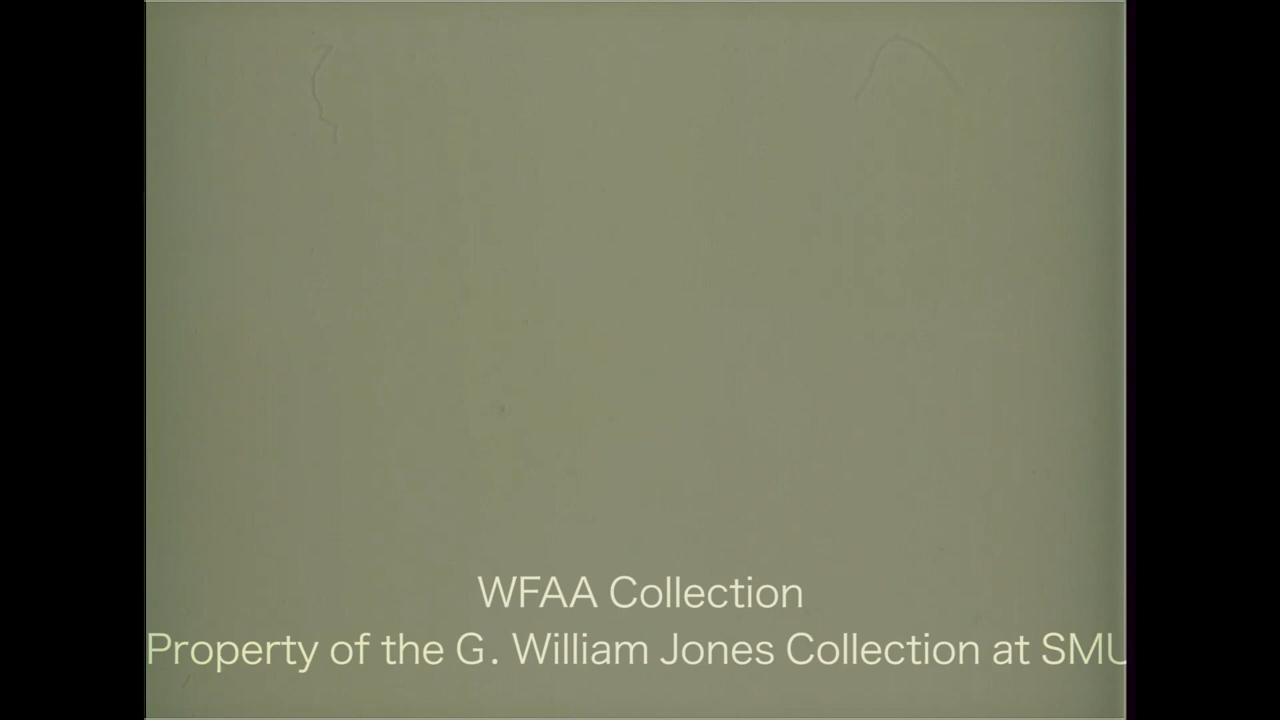 WFAA Collection
Property of the G. William Jones Collection at SMU